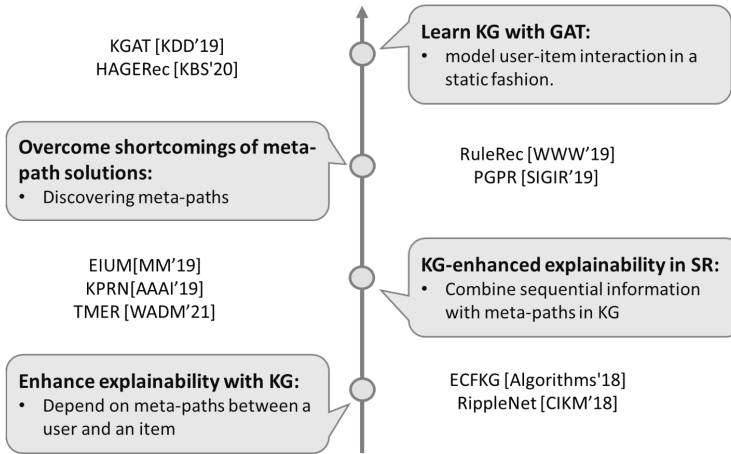 KGAT [KDD’19]
HAGERec [KBS'20]
Learn KG with GAT:
• model user-item interaction in a
static fashion.
Overcome shortcomings of meta-
path solutions:
• Discovering meta-paths
RuleRec [WWW’19]
PGPR [SIGIR’19]
EIUM[MM’19]
KPRN[AAAI’19]
TMER [WADM’21]
KG-enhanced explainability in SR:
• Combine sequential information
with meta-paths in KG
Enhance explainability with KG:
• Depend on meta-paths between a
user and an item
ECFKG [Algorithms'18]
RippleNet [CIKM’18]